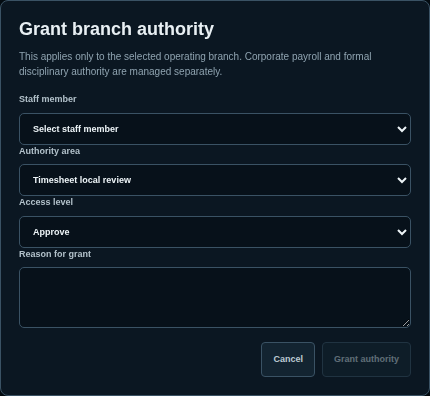 Grant branch authority
This applies only to the selected operating branch. Corporate payroll and formal
disciplinary authority are managed separately.
Staff member
Select staff member
Authority area
Timesheet local review
Access level
Approve
Reason for grant
Cancel
Grant authority